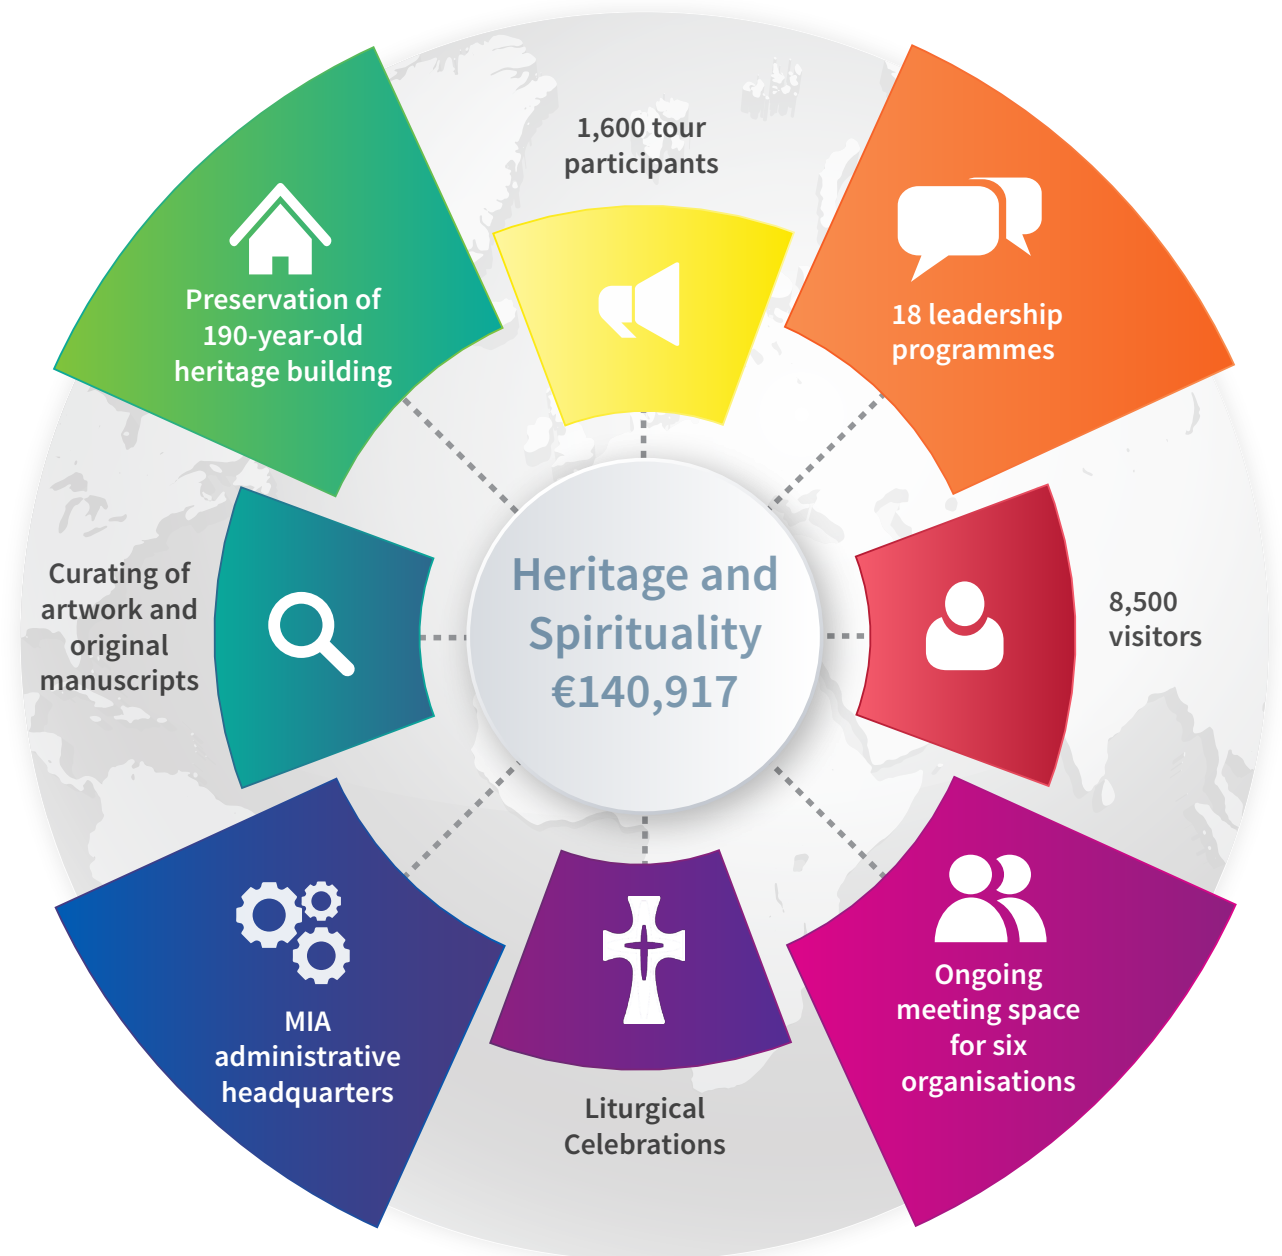 1,600 tour
participants
Preservation of
190-year-old
heritage building
18 leadership
programmes
Curating of
artwork and
original
manuscripts
Heritage and
Spirituality
€140,917
8,500
visitors
MIA
administrative
headquarters
Liturgical
Celebrations
Ongoing
meeting space
for six
organisations